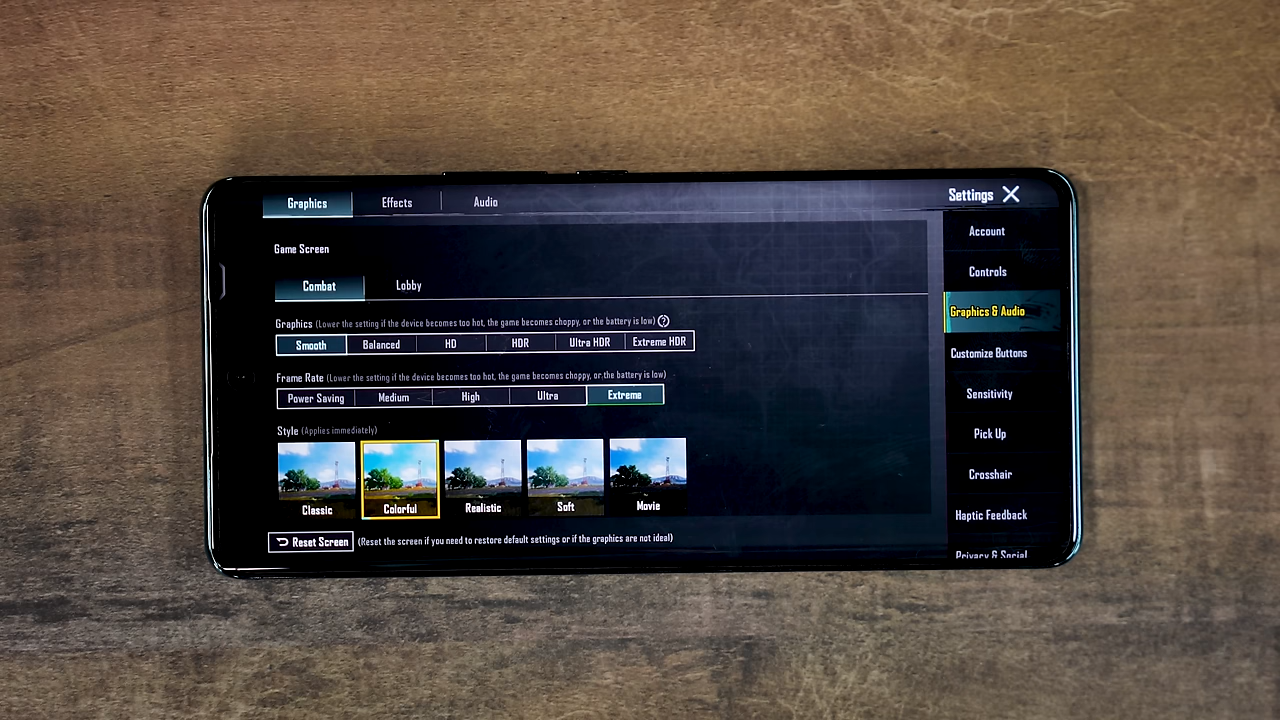 Graphics Effects Audio Settings
Account
Game Screen
Controls
Combat Lobby
Graphics & Audio
Graphics (Lower the setting if the device becomes too hot, the game becomes choppy, or the battery is low) ?
Smooth Balanced HD HDR Ultra HDR Extreme HDR
Customize Buttons
Frame Rate (Lower the setting if the device becomes too hot, the game becomes choppy, or the battery is low)
Power Saving Medium High Ultra Extreme
Sensitivity
Style (Applies immediately)
Pick Up
Crosshair
Classic Colorful Realistic Soft Movie
Haptic Feedback
Reset Screen (Reset the screen if you need to restore default settings or if the graphics are not ideal)
Privacy & Social